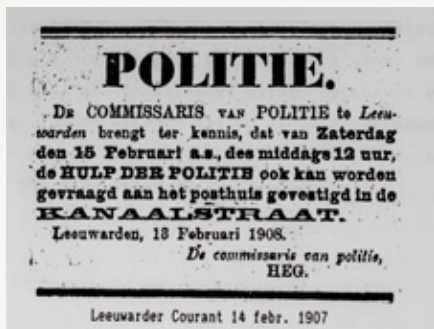 POLITIE.
DE COMMISSARIS VAN POLITIE te Leeu-
warden brengt ter kennis, dat van Zaterdag
den 15 Februari a.s., des middags 12 uur,
de HULP DER POLITIE ook kan worden
gevraagd aan het posthuis gevestigd in de
KANAALSTRAAT.
Leeuwarden, 13 Februari 1908.
De commissaris van politie,
HEG.
Leeuwarder Courant 14 febr. 1907